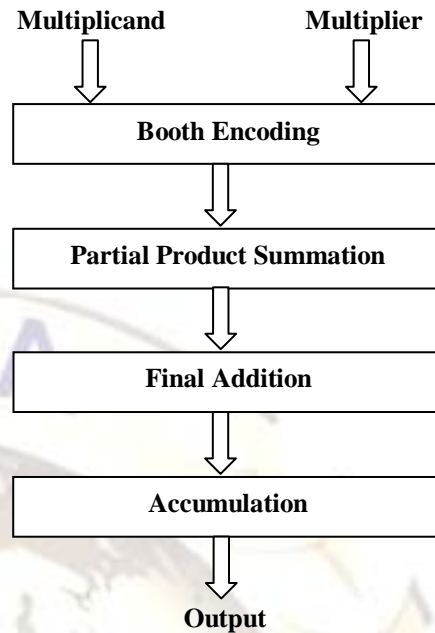 Multiplicand Multiplier
Booth Encoding
Partial Product Summation
Final Addition
Accumulation
Output